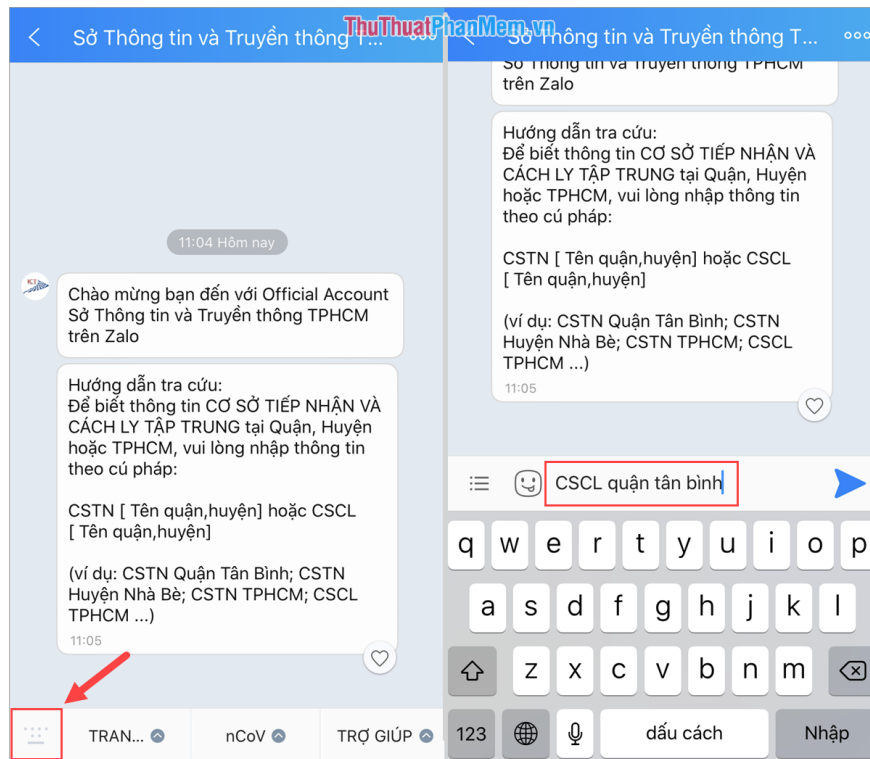 ThuThuatPhanMem.vn
Sở Thông tin và Truyền thông T...
11:04 Hôm nay
Chào mừng bạn đến với Official Account
Sở Thông tin và Truyền thông TPHCM
trên Zalo
Hướng dẫn tra cứu:
Để biết thông tin CƠ SỞ TIẾP NHẬN VÀ
CÁCH LY TẬP TRUNG tại Quận, Huyện
hoặc TPHCM, vui lòng nhập thông tin
theo cú pháp:
CSTN [ Tên quận,huyện] hoặc CSCL
[ Tên quận,huyện]
(ví dụ: CSTN Quận Tân Bình; CSTN
Huyện Nhà Bè; CSTN TPHCM; CSCL
TPHCM ...)
11:05
TRAN... nCoV TRỢ GIÚP
Sở Thông tin và Truyền thông T...
Sở Thông tin và Truyền thông TPHCM
trên Zalo
Hướng dẫn tra cứu:
Để biết thông tin CƠ SỞ TIẾP NHẬN VÀ
CÁCH LY TẬP TRUNG tại Quận, Huyện
hoặc TPHCM, vui lòng nhập thông tin
theo cú pháp:
CSTN [ Tên quận,huyện] hoặc CSCL
[ Tên quận,huyện]
(ví dụ: CSTN Quận Tân Bình; CSTN
Huyện Nhà Bè; CSTN TPHCM; CSCL
TPHCM ...)
11:05
CSCL quận tân bình
q w e r t y u i o p
a s d f g h j k l
z x c v b n m
123 dấu cách Nhập